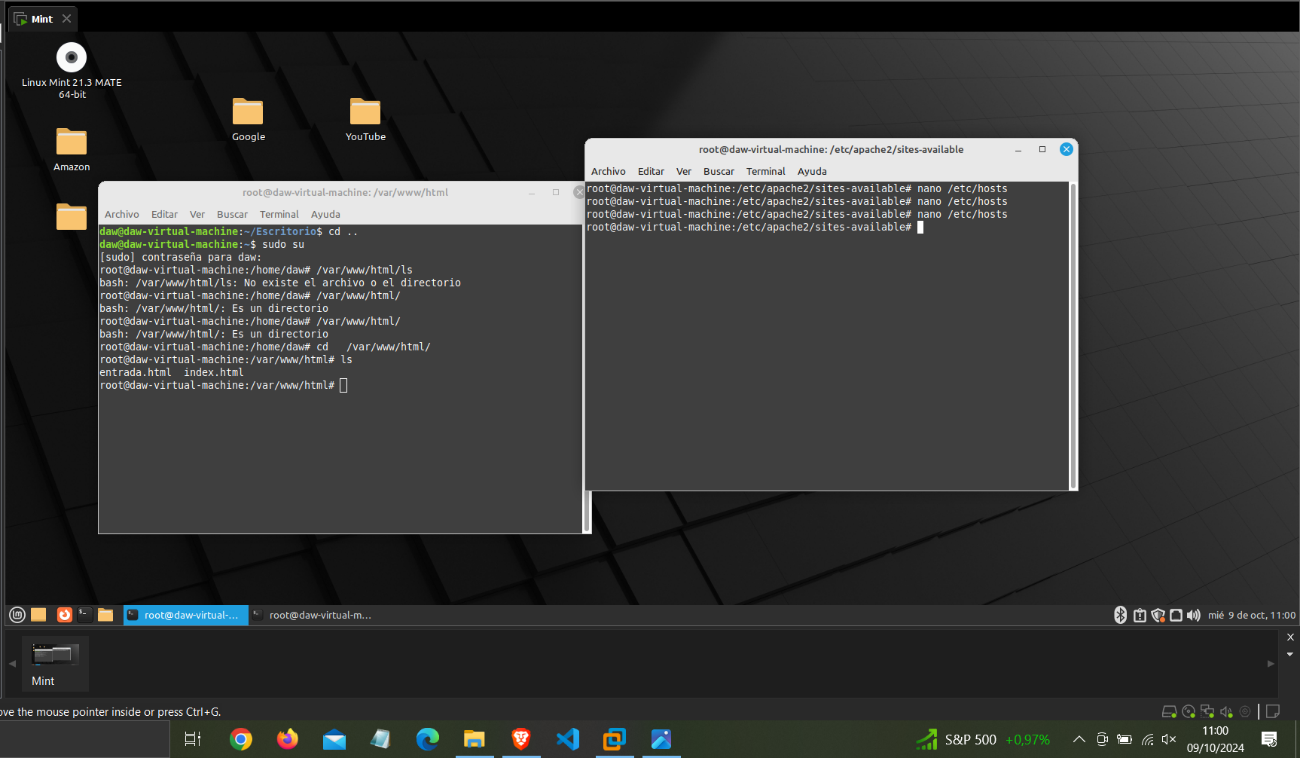 Mint
Linux Mint 21.3 MATE
64-bit
Google
YouTube
Amazon
root@daw-virtual-machine: /var/www/html
Archivo Editar Ver Buscar Terminal Ayuda
daw@daw-virtual-machine:~/Escritorio$ cd ..
daw@daw-virtual-machine:~$ sudo su
[sudo] contraseña para daw:
root@daw-virtual-machine:/home/daw# /var/www/html/ls
bash: /var/www/html/ls: No existe el archivo o el directorio
root@daw-virtual-machine:/home/daw# /var/www/html/
bash: /var/www/html/: Es un directorio
root@daw-virtual-machine:/home/daw# /var/www/html/
bash: /var/www/html/: Es un directorio
root@daw-virtual-machine:/home/daw# cd   /var/www/html/
root@daw-virtual-machine:/var/www/html# ls
entrada.html  index.html
root@daw-virtual-machine:/var/www/html#
root@daw-virtual-machine: /etc/apache2/sites-available
Archivo Editar Ver Buscar Terminal Ayuda
root@daw-virtual-machine:/etc/apache2/sites-available# nano /etc/hosts
root@daw-virtual-machine:/etc/apache2/sites-available# nano /etc/hosts
root@daw-virtual-machine:/etc/apache2/sites-available# nano /etc/hosts
root@daw-virtual-machine:/etc/apache2/sites-available#
root@daw-virtual-... root@daw-virtual-m... mié 9 de oct, 11:00
Mint
ove the mouse pointer inside or press Ctrl+G.
S&P 500 +0,97%
11:00
09/10/2024